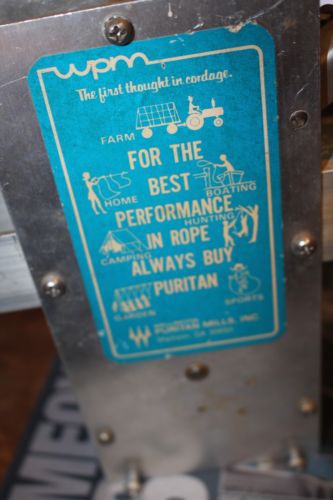 wpm
The first thought in cordage.
FARM
FOR THE
BEST
HOME
BOATING
PERFORMANCE
HUNTING
IN ROPE
CAMPING
ALWAYS BUY
PURITAN
GARDEN
SPORTS
PURITAN MILLS, INC.